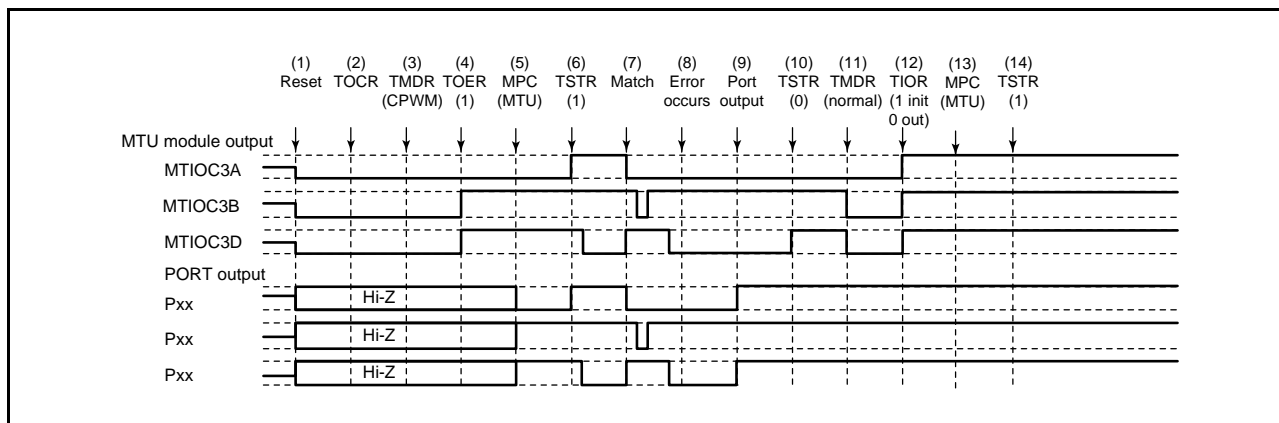 (1) (2) (3) (4) (5) (6) (7) (8) (9) (10) (11) (12) (13) (14)
Reset TOCR TMDR TOER MPC TSTR Match Error Port TSTR TMDR TIOR MPC TSTR
(CPWM) (1) (MTU) (1) occurs output (0) (normal) (1 init (MTU) (1)
0 out)
MTU module output
MTIOC3A
MTIOC3B
MTIOC3D
PORT output
Pxx Hi-Z
Pxx Hi-Z
Pxx Hi-Z